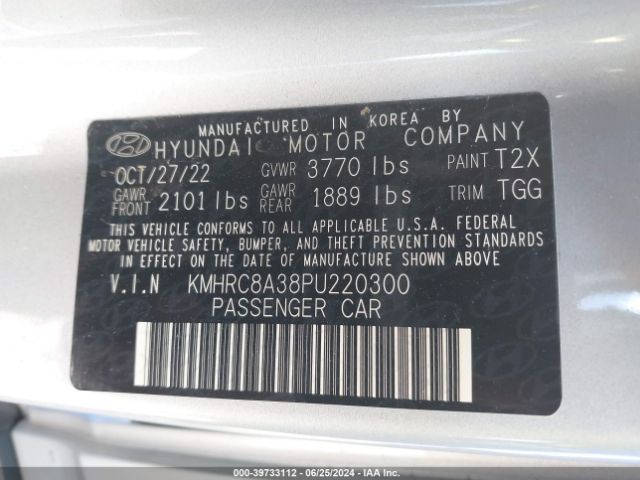 MANUFACTURED IN KOREA BY
HYUNDAI MOTOR COMPANY
OCT/27/22 GVWR 3770 lbs PAINT T2X
GAWR FRONT 2101 lbs GAWR REAR 1889 lbs TRIM TGG
THIS VEHICLE CONFORMS TO ALL APPLICABLE U.S.A. FEDERAL
MOTOR VEHICLE SAFETY, BUMPER, AND THEFT PREVENTION STANDARDS
IN EFFECT ON THE DATE OF MANUFACTURE SHOWN ABOVE.
V.I.N KMHRC8A38PU220300
PASSENGER CAR
000-39733112 - 06/25/2024 - IAA Inc.